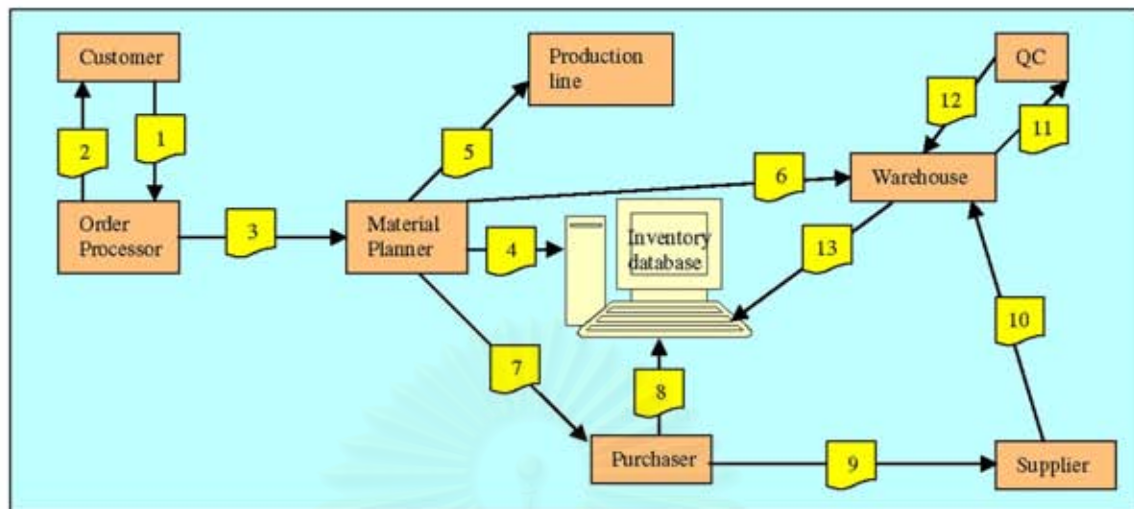 Customer
Production
line
QC
12
11
2
1
5
6
Warehouse
Order
Processor
3
Material
Planner
4
Inventory
database
13
10
7
8
Purchaser
9
Supplier